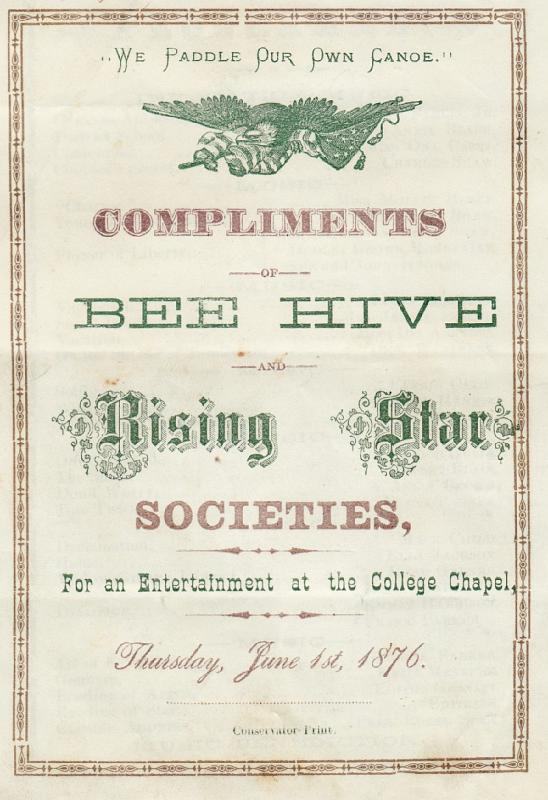 "We Paddle Our Own Canoe."
COMPLIMENTS
OF
BEE HIVE
AND
Rising Star
SOCIETIES,
For an Entertainment at the College Chapel,
Thursday, June 1st, 1876.
Conservator Print.